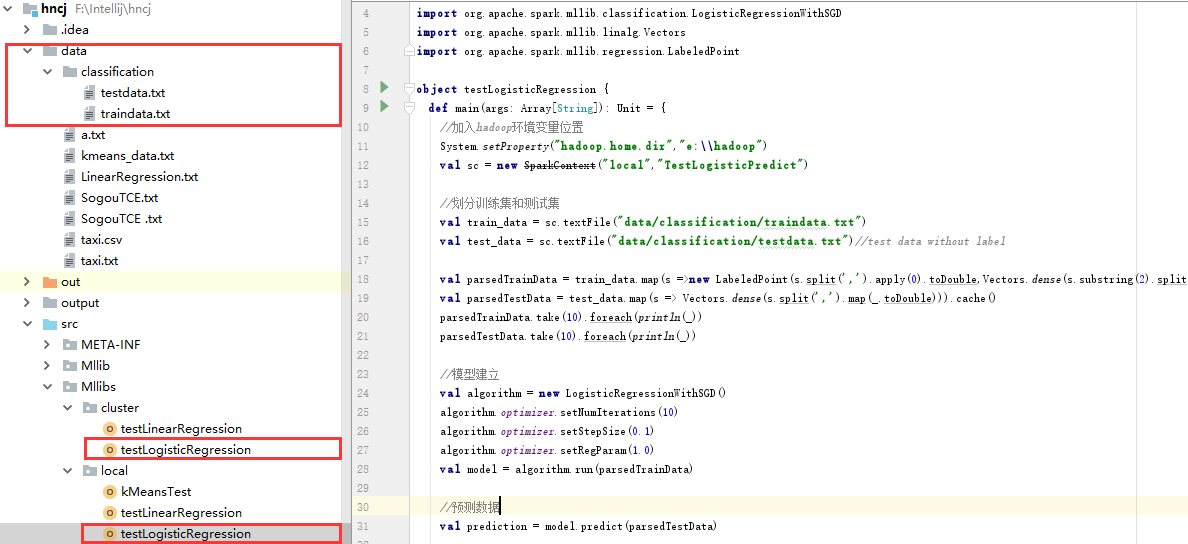 hncj F:\Intellij\hncj
.idea
data
classification
testdata.txt
traindata.txt
a.txt
kmeans_data.txt
LinearRegression.txt
SogouTCE.txt
SogouTCE .txt
taxi.csv
taxi.txt
out
output
src
META-INF
Mllib
Mllibs
cluster
testLinearRegression
testLogisticRegression
local
kMeansTest
testLinearRegression
testLogisticRegression
4 import org.apache.spark.mllib.classification.LogisticRegressionWithSGD
5 import org.apache.spark.mllib.linalg.Vectors
6 import org.apache.spark.mllib.regression.LabeledPoint
7
8 object testLogisticRegression {
9 def main(args: Array[String]): Unit = {
10 //加入hadoop环境变量位置
11 System.setProperty("hadoop.home.dir","e:\\hadoop")
12 val sc = new SparkContext("local","TestLogisticPredict")
13
14 //划分训练集和测试集
15 val train_data = sc.textFile("data/classification/traindata.txt")
16 val test_data = sc.textFile("data/classification/testdata.txt")//test data without label
17
18 val parsedTrainData = train_data.map(s =>new LabeledPoint(s.split(',').apply(0).toDouble,Vectors.dense(s.substring(2).split
19 val parsedTestData = test_data.map(s => Vectors.dense(s.split(',').map(_.toDouble))).cache()
20 parsedTrainData.take(10).foreach(println(_))
21 parsedTestData.take(10).foreach(println(_))
22
23 //模型建立
24 val algorithm = new LogisticRegressionWithSGD()
25 algorithm.optimizer.setNumIterations(10)
26 algorithm.optimizer.setStepSize(0.1)
27 algorithm.optimizer.setRegParam(1.0)
28 val model = algorithm.run(parsedTrainData)
29
30 //预测数据
31 val prediction = model.predict(parsedTestData)